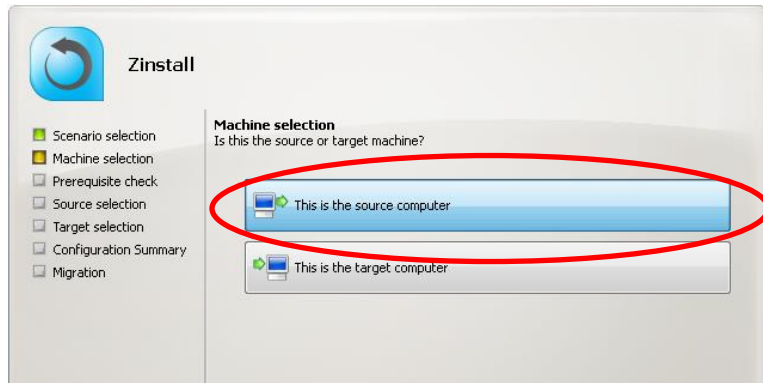 Zinstall
Scenario selection
Machine selection
Prerequisite check
Source selection
Target selection
Configuration Summary
Migration
Machine selection
Is this the source or target machine?
This is the source computer
This is the target computer